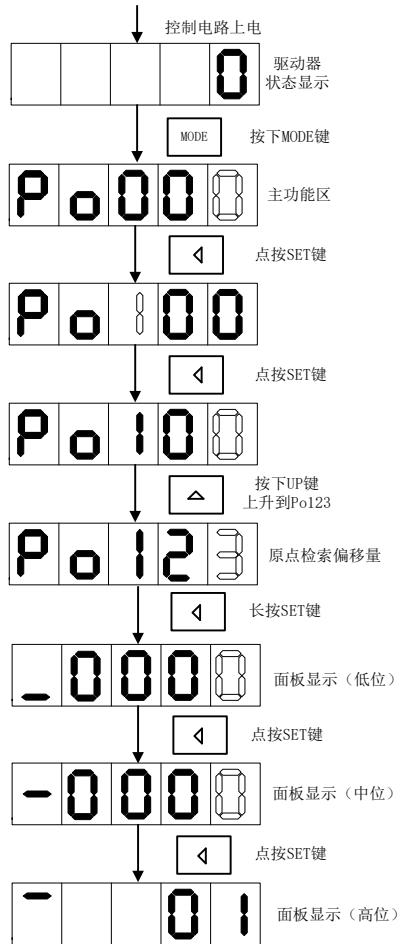 控制电路上电
0
驱动器
状态显示
MODE
按下MODE键
Po000
主功能区
点按SET键
Po100
点按SET键
Po100
按下UP键
上升到Po123
Po123
原点检索偏移量
长按SET键
_0000
面板显示（低位）
点按SET键
-0000
面板显示（中位）
点按SET键
‾ 01
面板显示（高位）